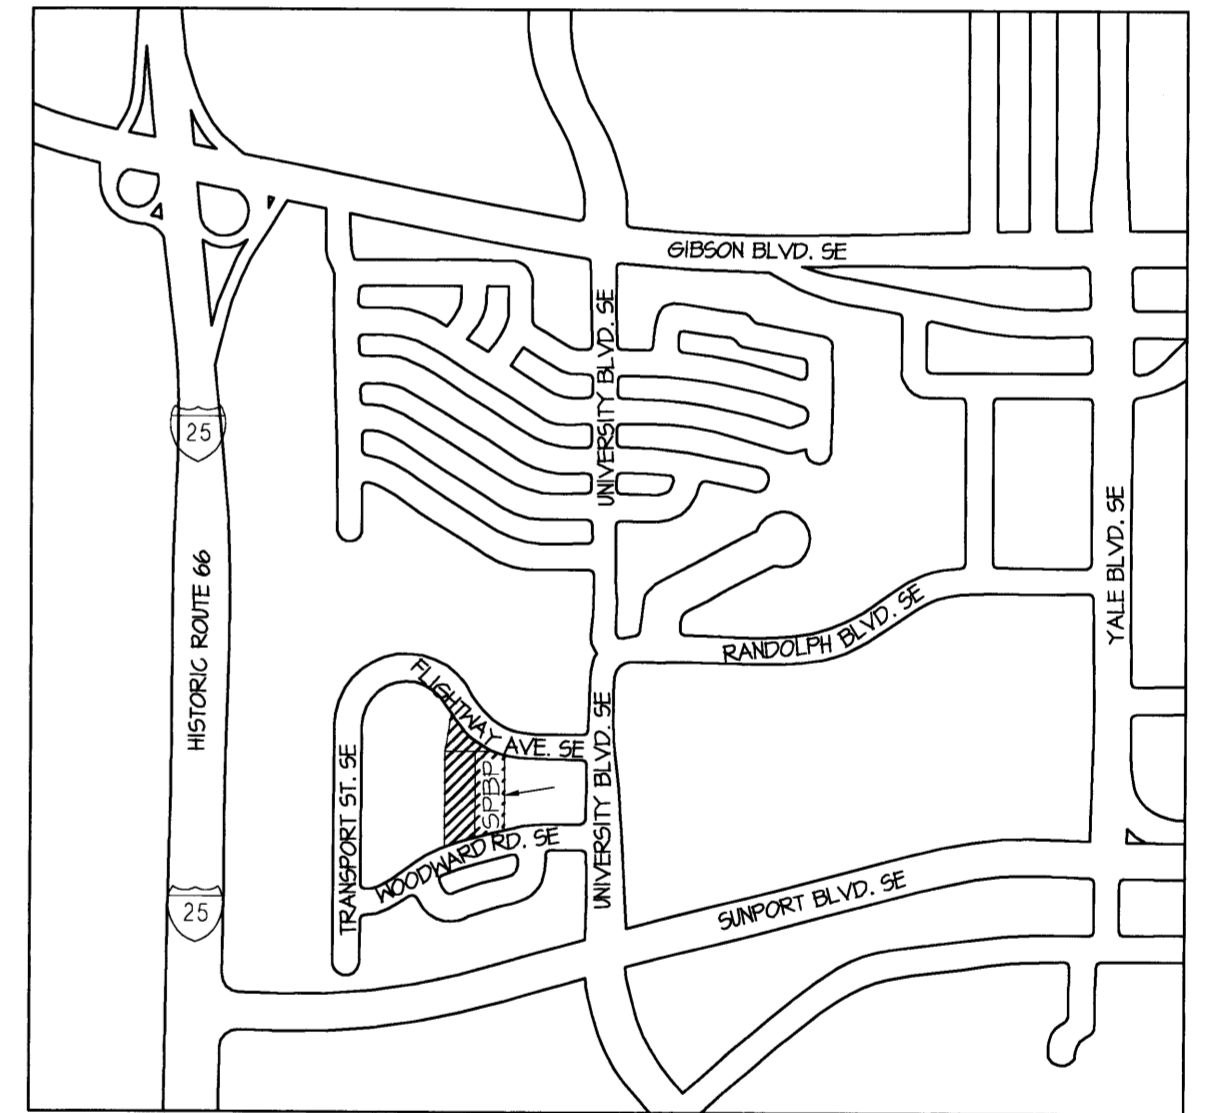 GIBSON BLVD. SE
UNIVERSITY BLVD. SE
25
HISTORIC ROUTE 66
YALE BLVD. SE
RANDOLPH BLVD. SE
FLIGHTWAY AVE. SE
UNIVERSITY BLVD. SE
TRANSPORT ST. SE
SPBP
WOODWARD RD. SE
SUNPORT BLVD. SE
25